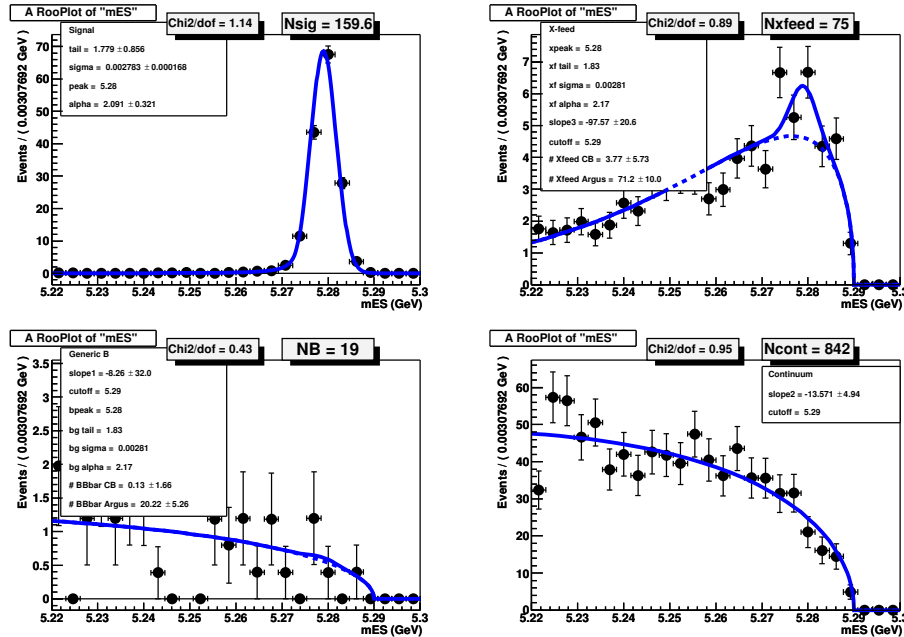 A RooPlot of "mES"
Chi2/dof = 1.14
Nsig = 159.6
Signal
tail = 1.779 ±0.856
sigma = 0.002783 ±0.000168
peak = 5.28
alpha = 2.091 ±0.321
Events / ( 0.00307692 GeV )
70
60
50
40
30
20
10
0
5.22 5.23 5.24 5.25 5.26 5.27 5.28 5.29 5.3
mES (GeV)
A RooPlot of "mES"
Chi2/dof = 0.89
Nxfeed = 75
X-feed
xpeak = 5.28
xf tail = 1.83
xf sigma = 0.00281
xf alpha = 2.17
slope3 = -97.57 ±20.6
cutoff = 5.29
# Xfeed CB = 3.77 ±5.73
# Xfeed Argus = 71.2 ±10.0
Events / ( 0.00307692 GeV )
7
6
5
4
3
2
1
0
5.22 5.23 5.24 5.25 5.26 5.27 5.28 5.29 5.3
mES (GeV)
A RooPlot of "mES"
Chi2/dof = 0.43
NB = 19
Generic B
slope1 = -8.26 ±32.0
cutoff = 5.29
bpeak = 5.28
bg tail = 1.83
bg sigma = 0.00281
bg alpha = 2.17
# BBbar CB = 0.13 ±1.66
# BBbar Argus = 20.22 ±5.26
Events / ( 0.00307692 GeV )
3.5
3
2.5
2
1.5
1
0.5
0
5.22 5.23 5.24 5.25 5.26 5.27 5.28 5.29 5.3
mES (GeV)
A RooPlot of "mES"
Chi2/dof = 0.95
Ncont = 842
Continuum
slope2 = -13.571 ±4.94
cutoff = 5.29
Events / ( 0.00307692 GeV )
60
50
40
30
20
10
0
5.22 5.23 5.24 5.25 5.26 5.27 5.28 5.29 5.3
mES (GeV)